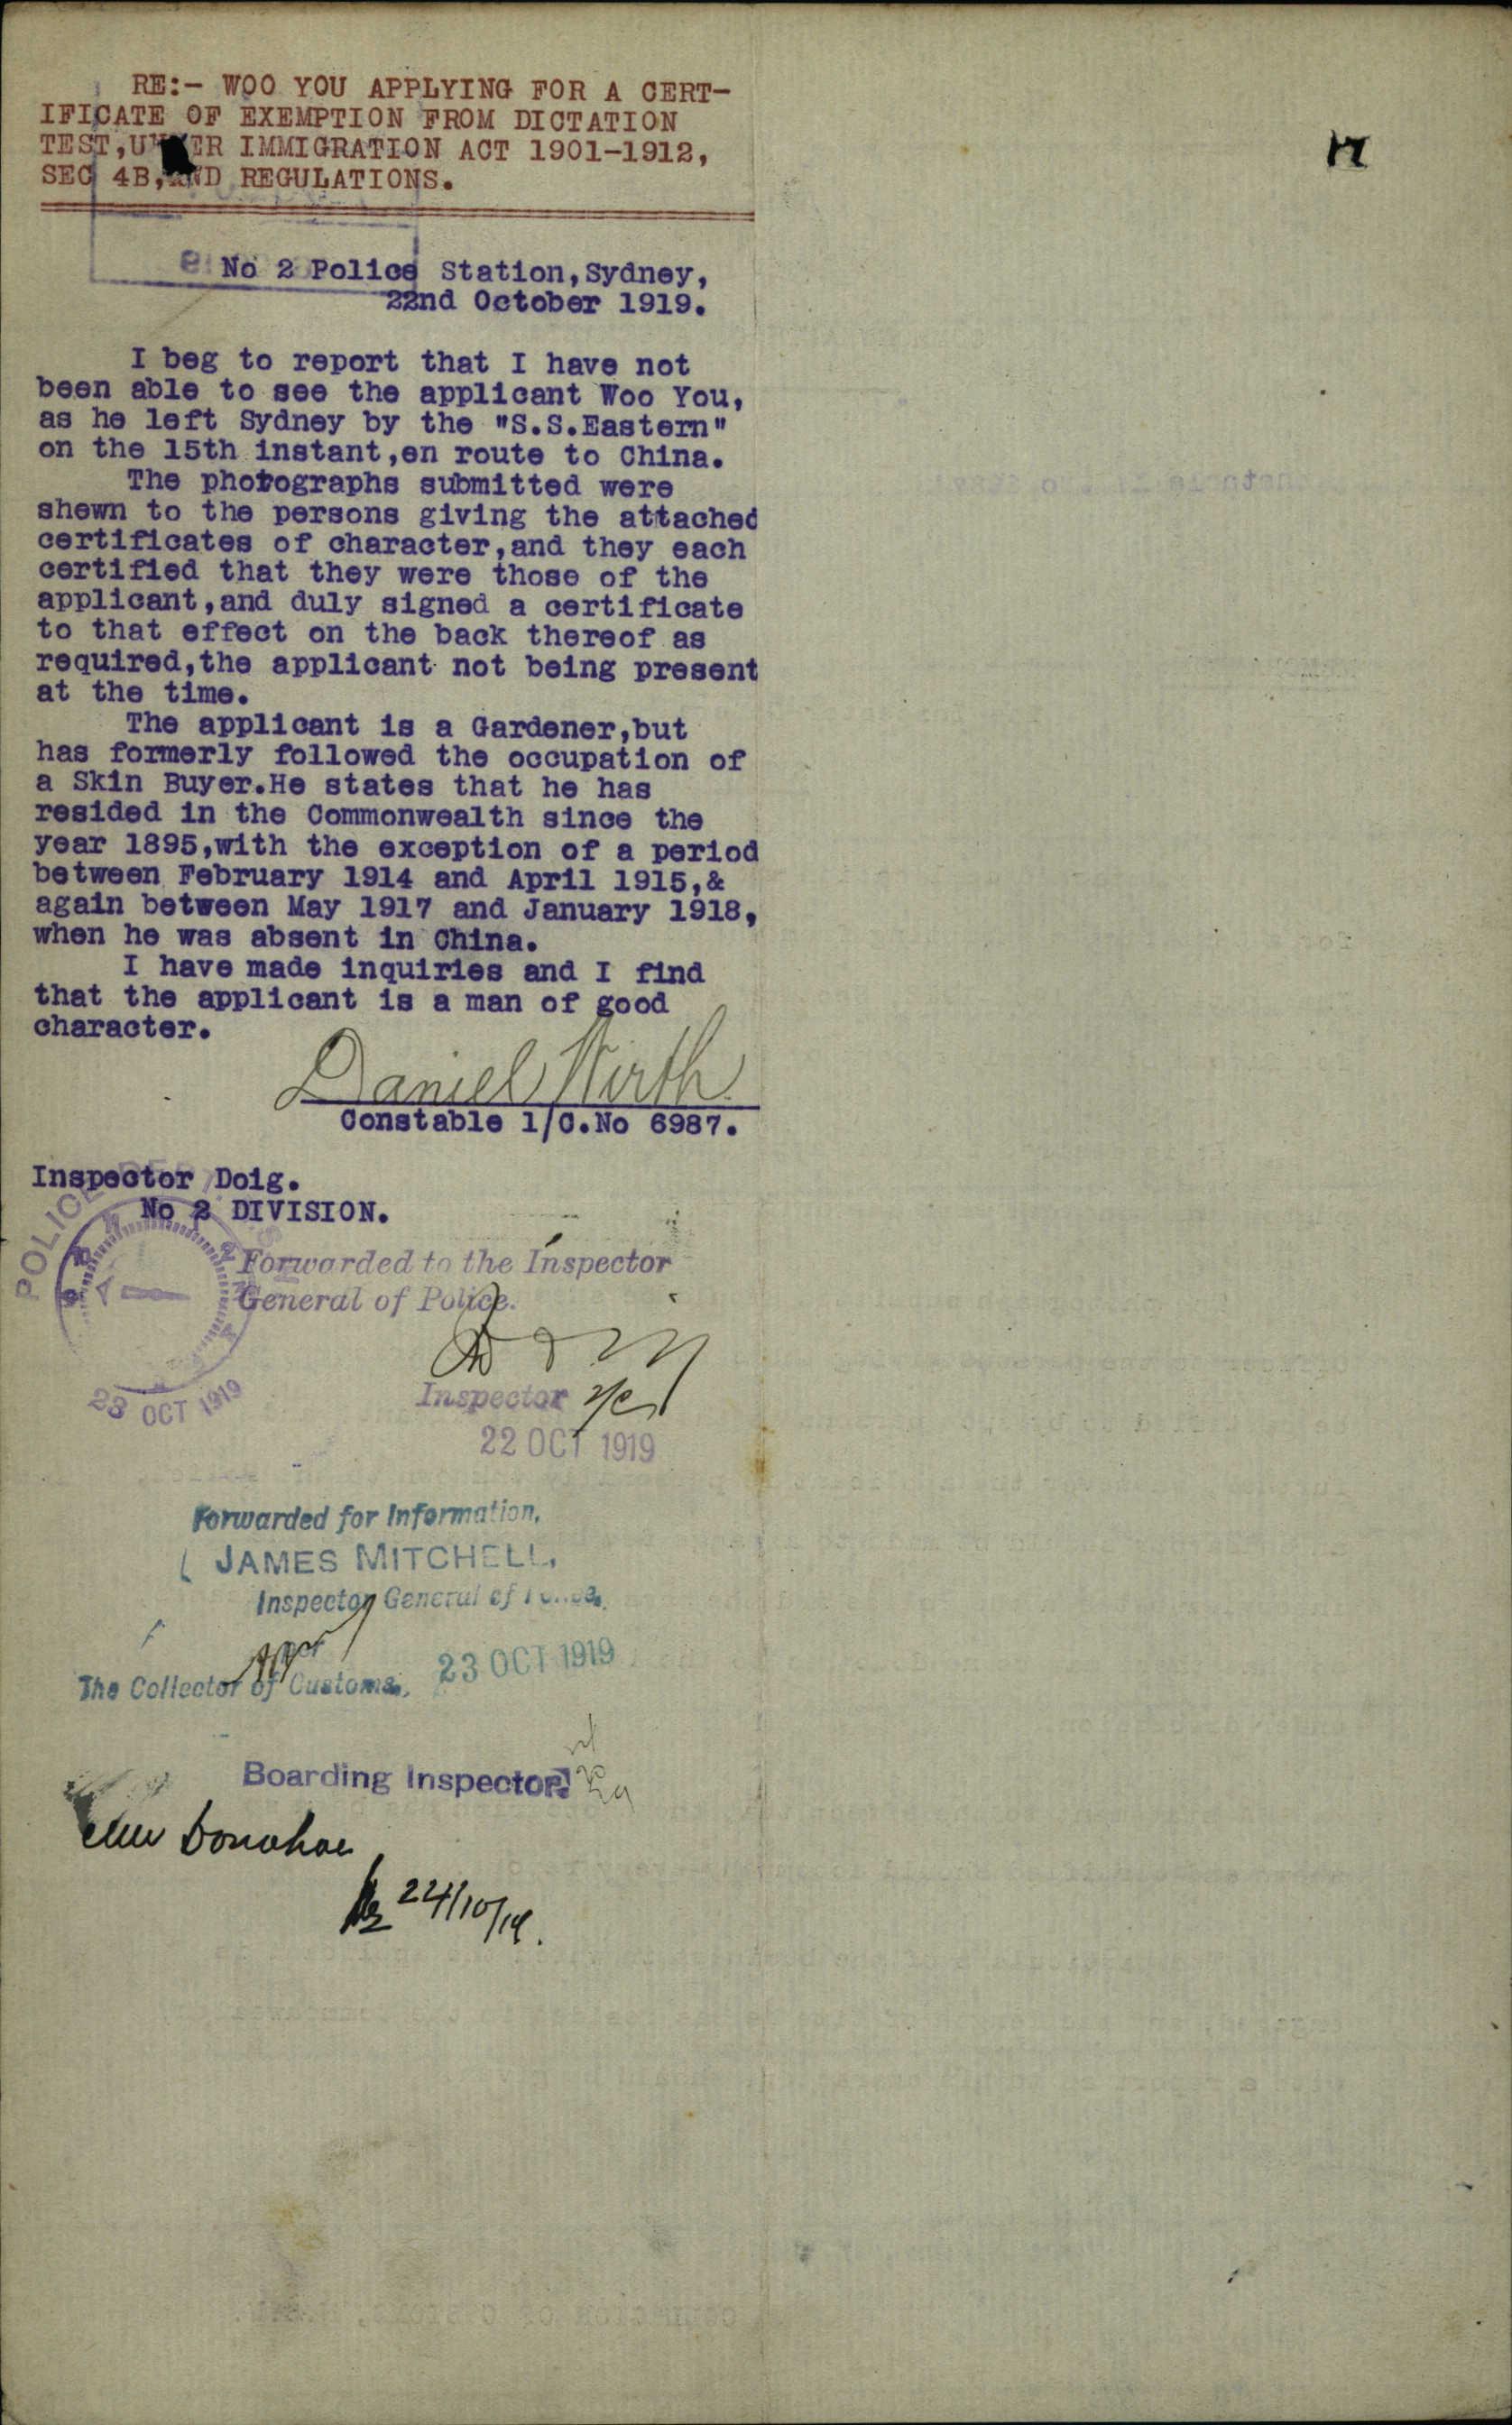 RE:- WOO YOU APPLYING FOR A CERT-
IFICATE OF EXEMPTION FROM DICTATION
TEST,UNDER IMMIGRATION ACT 1901-1912,
SEC 4B,AND REGULATIONS.
17
No 2 Police Station,Sydney,
22nd October 1919.
I beg to report that I have not
been able to see the applicant Woo You,
as he left Sydney by the "S.S.Eastern"
on the 15th instant,en route to China.
The photographs submitted were
shewn to the persons giving the attached
certificates of character,and they each
certified that they were those of the
applicant,and duly signed a certificate
to that effect on the back thereof as
required,the applicant not being present
at the time.
The applicant is a Gardener,but
has formerly followed the occupation of
a Skin Buyer.He states that he has
resided in the Commonwealth since the
year 1895,with the exception of a period
between February 1914 and April 1915,&
again between May 1917 and January 1918,
when he was absent in China.
I have made inquiries and I find
that the applicant is a man of good
character.
Daniel Wirth
Constable 1/C.No 6987.
Inspector Doig.
No 2 DIVISION.
POLICE
Forwarded to the Inspector
General of Police.
Inspector
22 OCT 1919
23 OCT 1919
Forwarded for Information.
JAMES MITCHELL,
Inspector General of Police.
The Collector of Customs.
23 OCT 1919
Boarding Inspector
Donohoe
24/10/19.